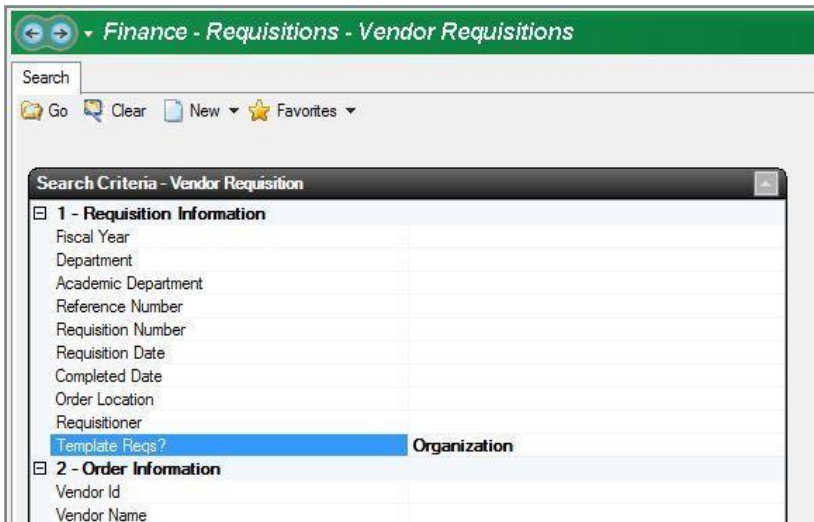 Finance - Requisitions - Vendor Requisitions
Search
Go Clear New Favorites
Search Criteria - Vendor Requisition
1 - Requisition Information
Fiscal Year
Department
Academic Department
Reference Number
Requisition Number
Requisition Date
Completed Date
Order Location
Requisitioner
Template Reqs? Organization
2 - Order Information
Vendor Id
Vendor Name